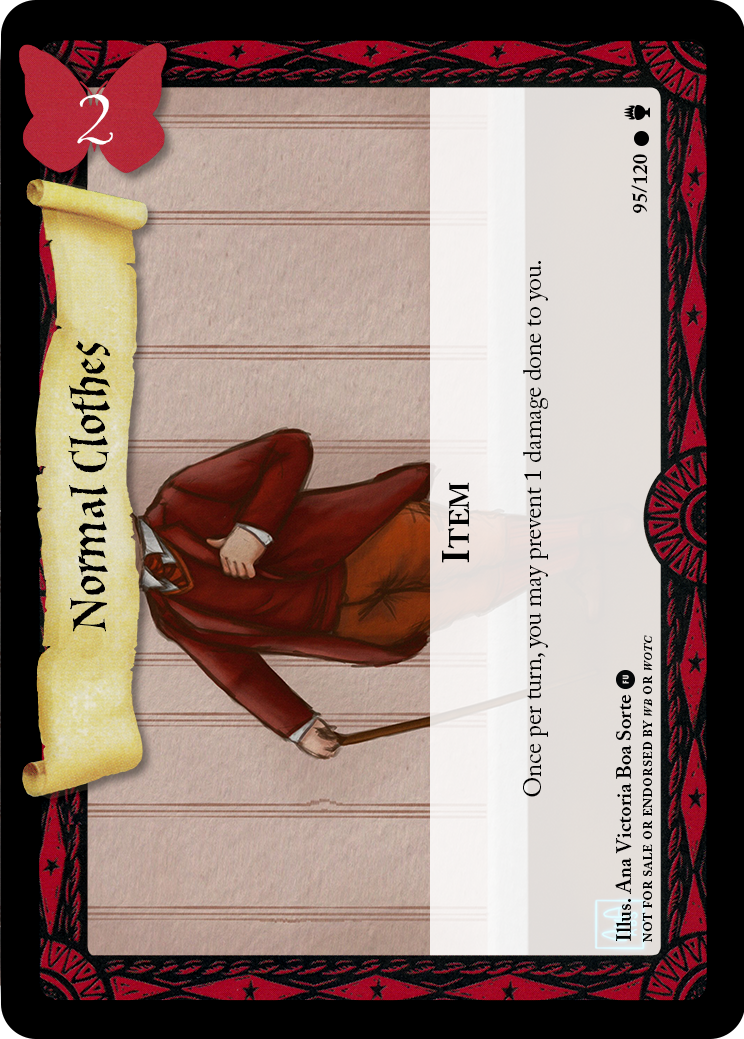 2
Normal Clothes
ITEM
Once per turn, you may prevent 1 damage done to you.
Illus. Ana Victoria Boa Sorte FU
NOT FOR SALE OR ENDORSED BY WB OR WOTC
95/120